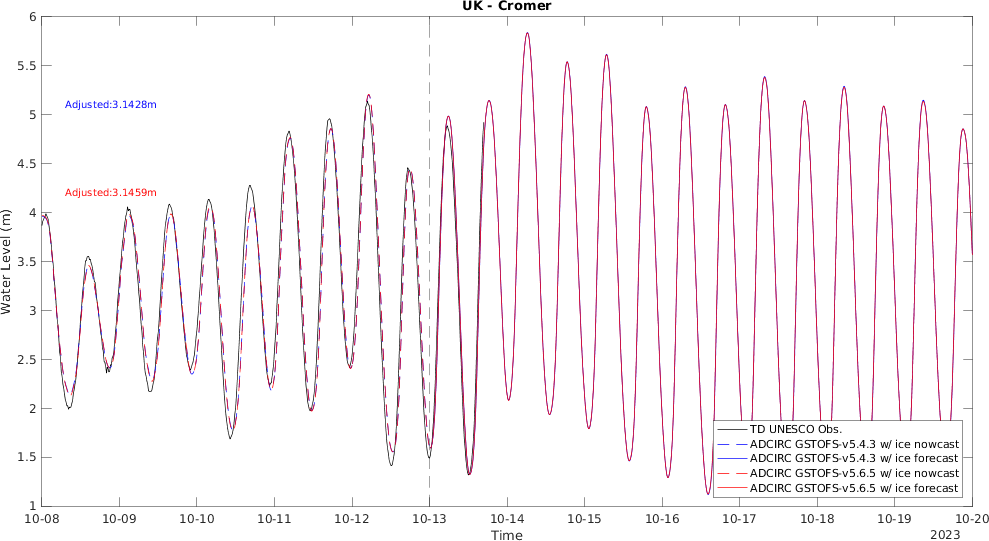 UK - Cromer
6
5.5
5
4.5
4
3.5
3
2.5
2
1.5
1
Water Level (m)
Adjusted:3.1428m
Adjusted:3.1459m
TD UNESCO Obs.
ADCIRC GSTOFS-v5.4.3 w/ ice nowcast
ADCIRC GSTOFS-v5.4.3 w/ ice forecast
ADCIRC GSTOFS-v5.6.5 w/ ice nowcast
ADCIRC GSTOFS-v5.6.5 w/ ice forecast
10-08 10-09 10-10 10-11 10-12 10-13 10-14 10-15 10-16 10-17 10-18 10-19 10-20
Time
2023